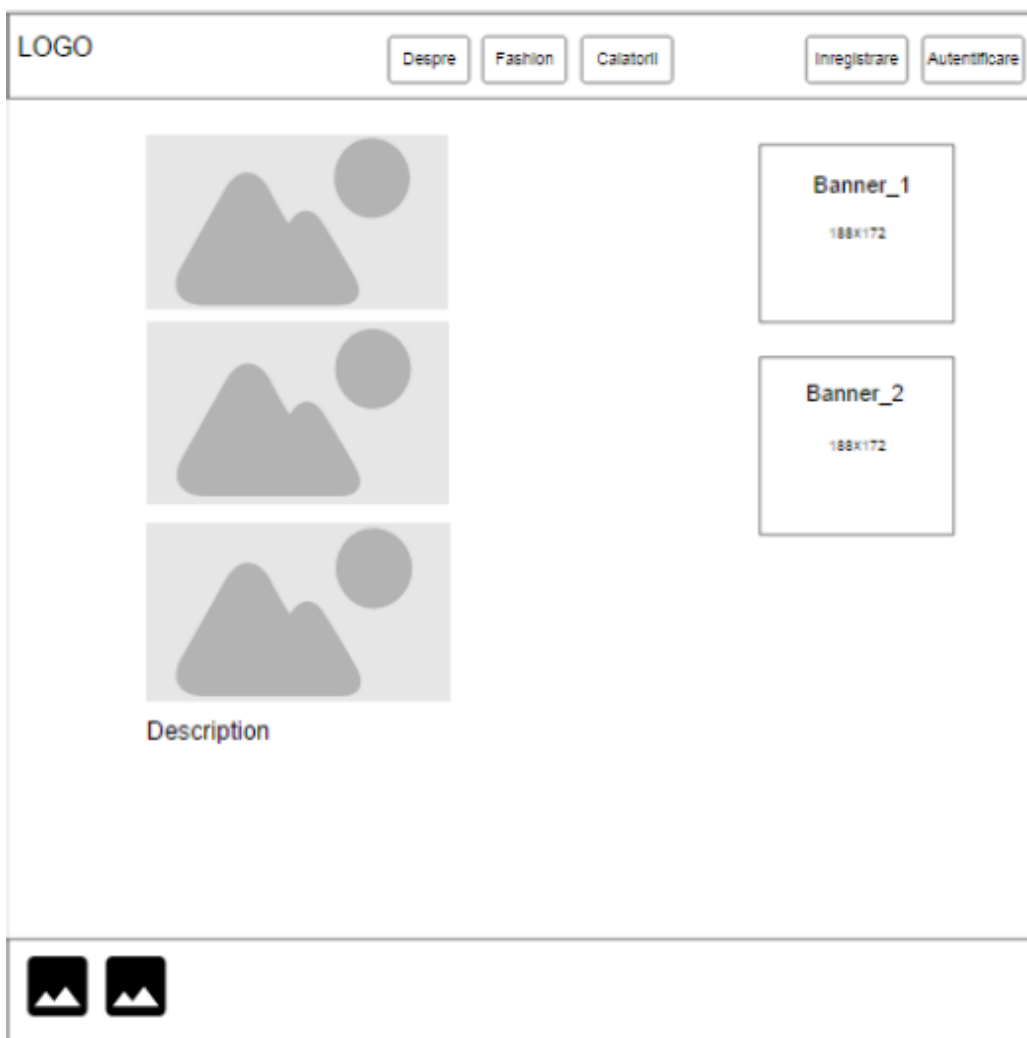 LOGO
Despre
Fashion
Calatorii
Inregistrare
Autentificare
Banner_1
188X172
Banner_2
188X172
Description